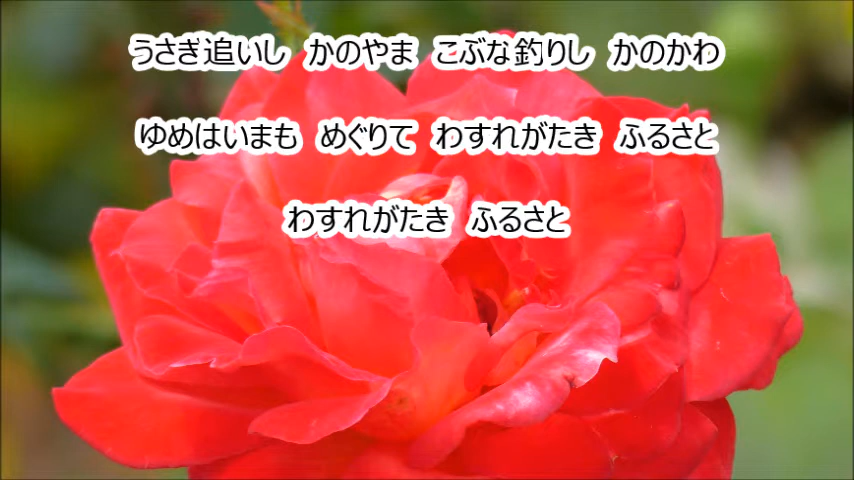 うさぎ追いし　かのやま　こぶな釣りし　かのかわ
ゆめはいまも　めぐりて　わすれがたき　ふるさと
わすれがたき　ふるさと